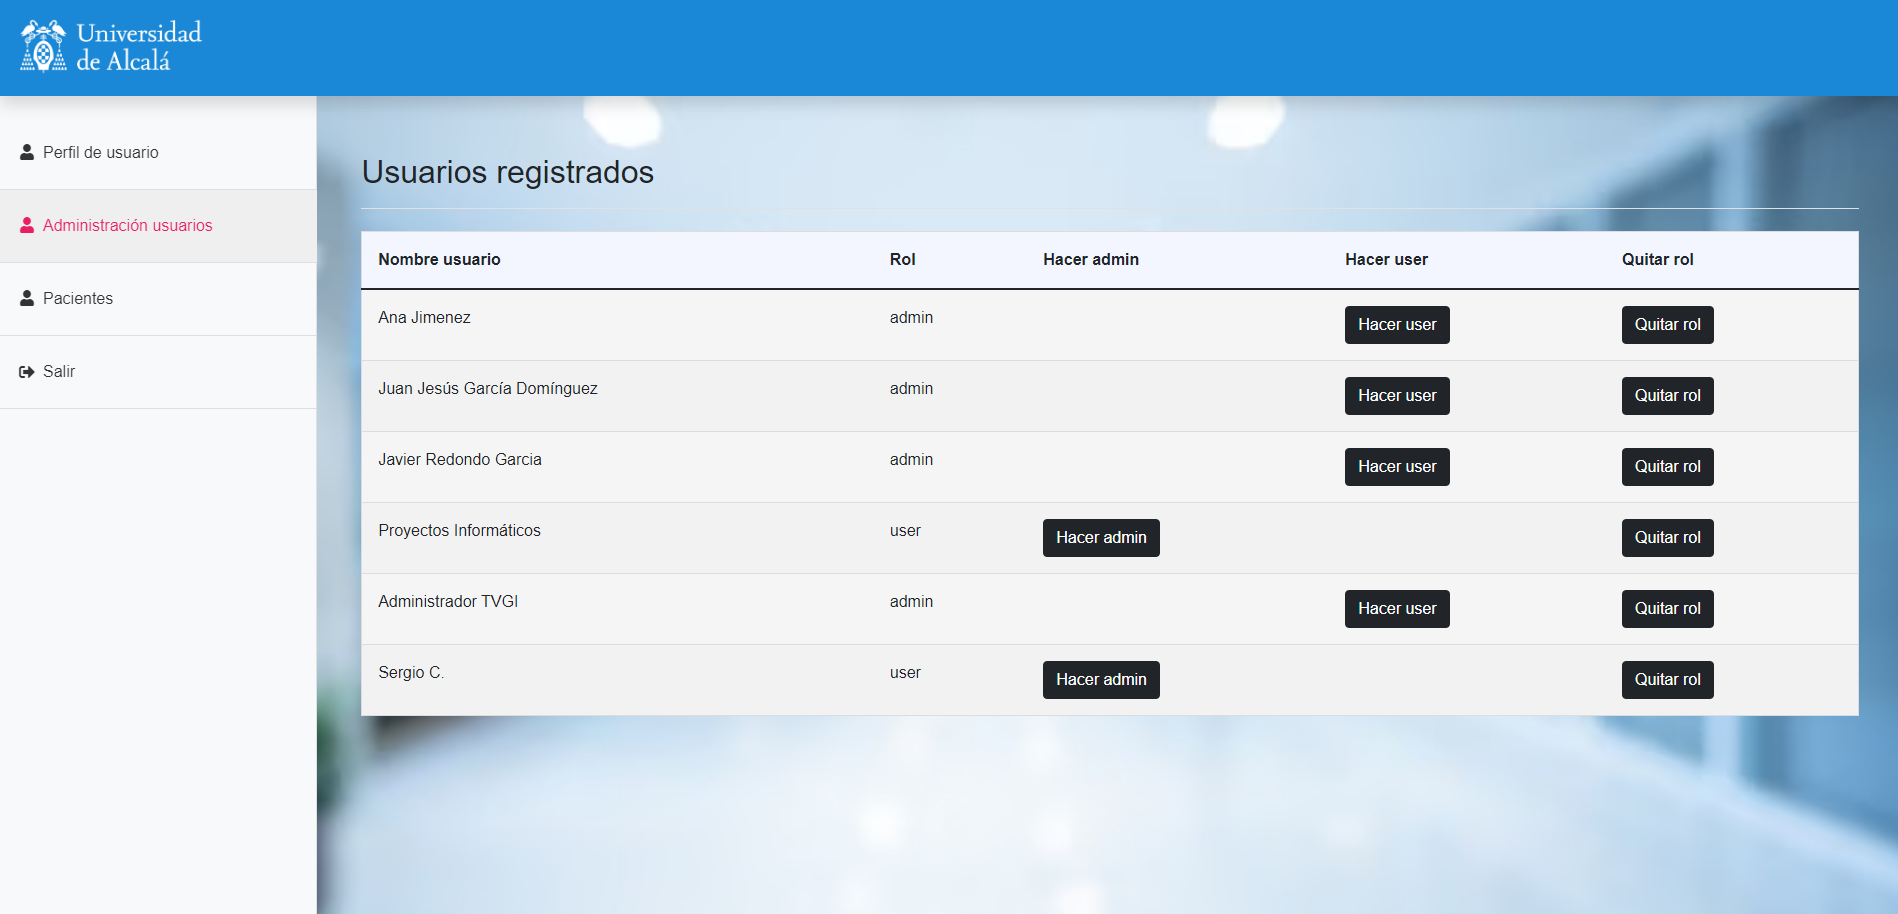 Universidad
de Alcalá
Perfil de usuario
Administración usuarios
Pacientes
Salir
Usuarios registrados
Nombre usuario Rol Hacer admin Hacer user Quitar rol
Ana Jimenez admin Hacer user Quitar rol
Juan Jesús García Domínguez admin Hacer user Quitar rol
Javier Redondo Garcia admin Hacer user Quitar rol
Proyectos Informáticos user Hacer admin Quitar rol
Administrador TVGI admin Hacer user Quitar rol
Sergio C. user Hacer admin Quitar rol